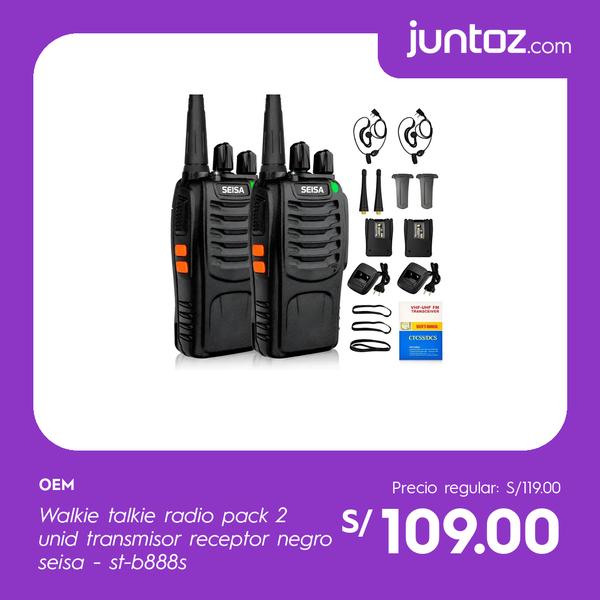 juntoz.com
SEISA
SEISA
VHF-UHF FM
TRANSCEIVER
USER'S MANUAL
CTCSS/DCS
OEM
Walkie talkie radio pack 2
unid transmisor receptor negro
seisa - st-b888s
Precio regular: S/119.00
S/109.00